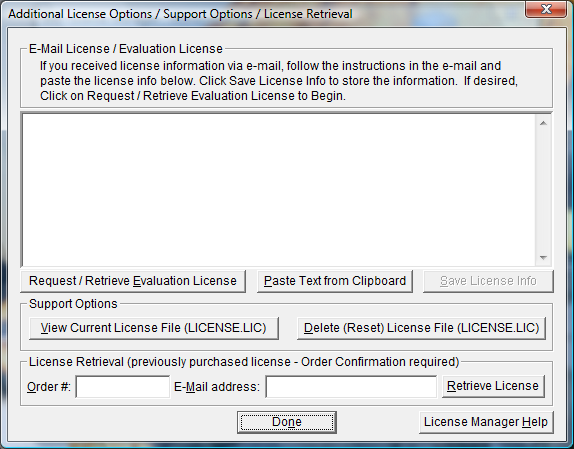 Additional License Options / Support Options / License Retrieval
E-Mail License / Evaluation License
If you received license information via e-mail, follow the instructions in the e-mail and
paste the license info below. Click Save License Info to store the information. If desired,
Click on Request / Retrieve Evaluation License to Begin.
Request / Retrieve Evaluation License Paste Text from Clipboard Save License Info
Support Options
View Current License File (LICENSE.LIC) Delete (Reset) License File (LICENSE.LIC)
License Retrieval (previously purchased license - Order Confirmation required)
Order #: E-Mail address: Retrieve License
Done License Manager Help